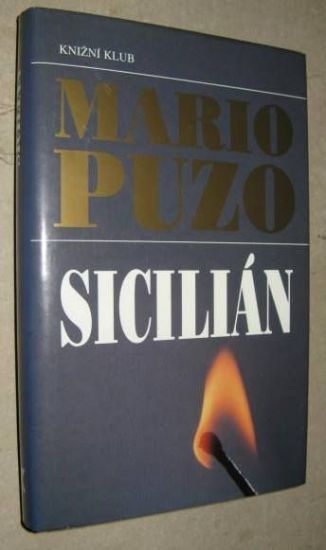 KNIŽNÍ KLUB
MARIO
PUZO
SICILIÁN